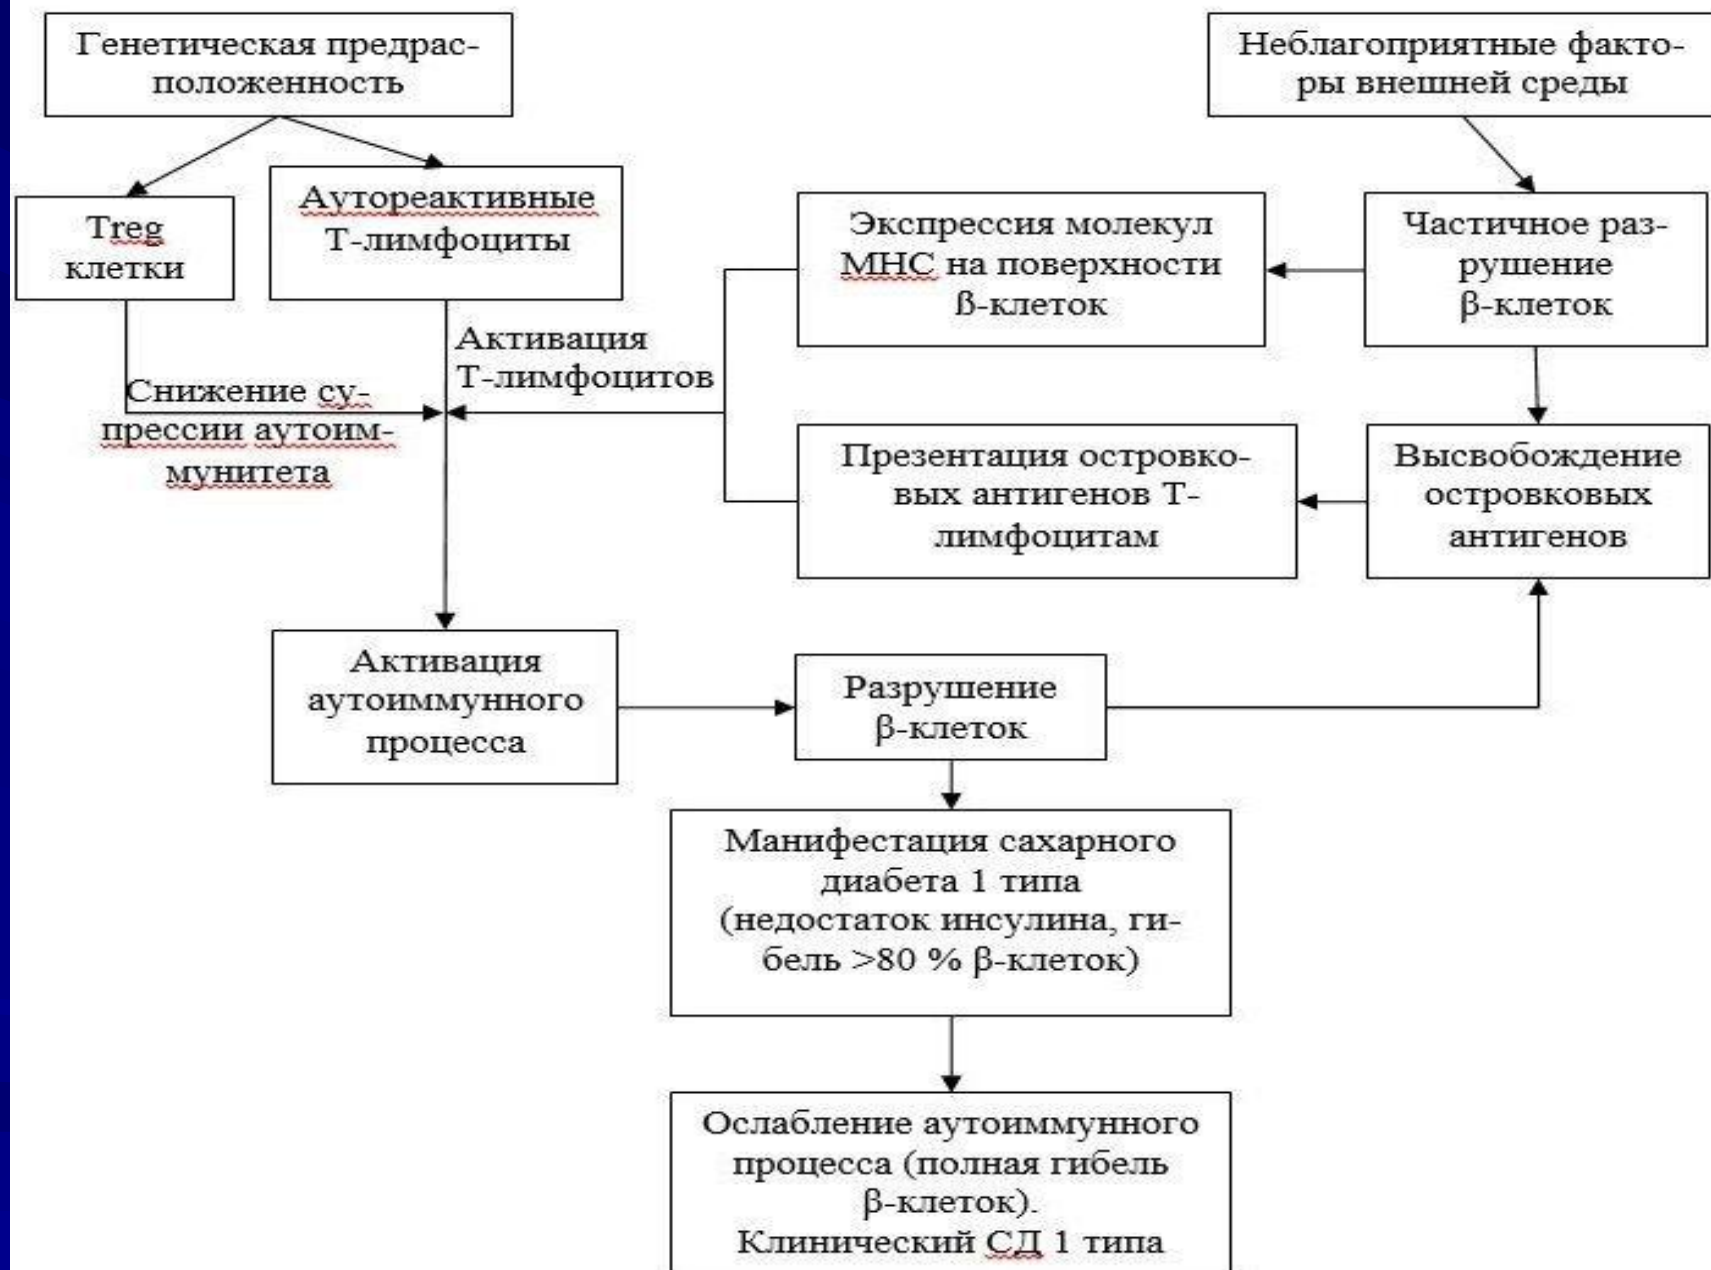 Генетическая предрас-
положенность
Неблагоприятные факто-
ры внешней среды
Treg
клетки
Аутореактивные
Т-лимфоциты
Экспрессия молекул
МНС на поверхности
ß-клеток
Частичное раз-
рушение
β-клеток
Активация
Т-лимфоцитов
Снижение су-
прессии аутоим-
мунитета
Презентация островко-
вых антигенов Т-
лимфоцитам
Высвобождение
островковых
антигенов
Активация
аутоиммунного
процесса
Разрушение
β-клеток
Манифестация сахарного
диабета 1 типа
(недостаток инсулина, ги-
бель >80 % β-клеток)
Ослабление аутоиммунного
процесса (полная гибель
β-клеток).
Клинический СД 1 типа